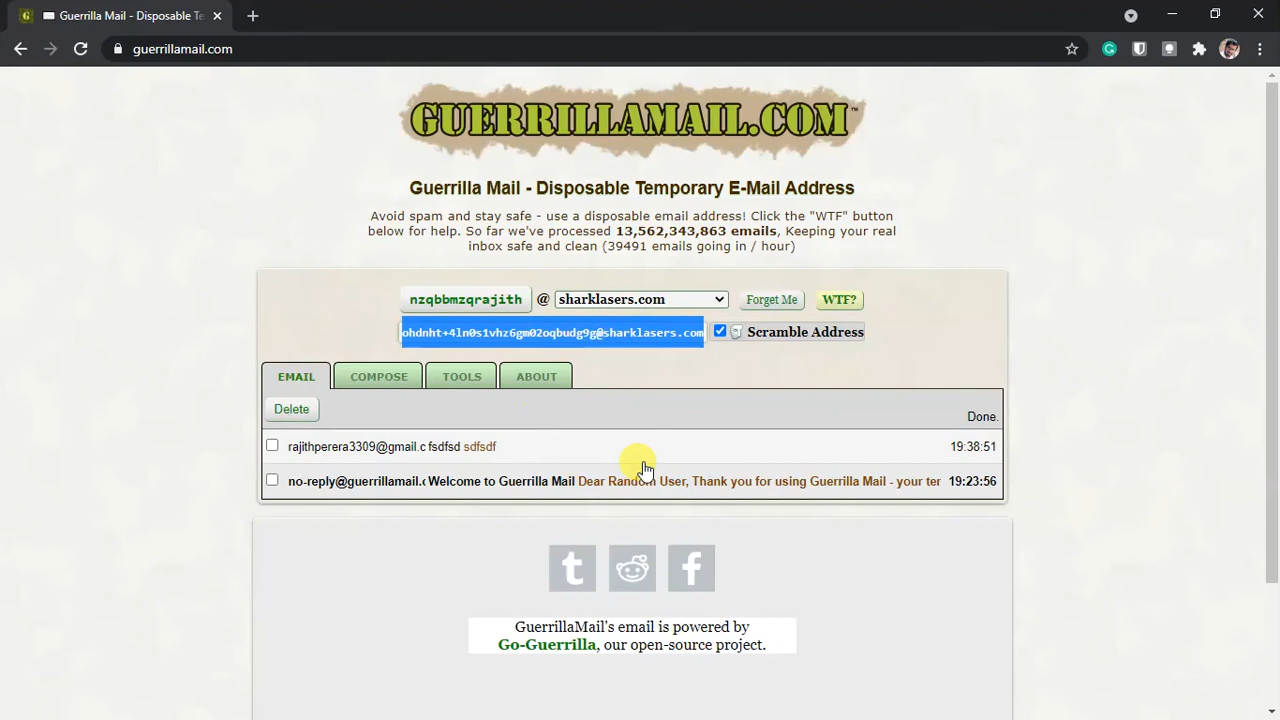 Guerrilla Mail - Disposable Te
guerrillamail.com
GUERRILLAMAIL.COM™
Guerrilla Mail - Disposable Temporary E-Mail Address
Avoid spam and stay safe - use a disposable email address! Click the "WTF" button
below for help. So far we've processed 13,562,343,863 emails, Keeping your real
inbox safe and clean (39491 emails going in / hour)
nzqbbmzqrajith @ sharklasers.com Forget Me WTF?
ohdnht+4ln0s1vhz6gm02oqbudg9g@sharklasers.com Scramble Address
EMAIL COMPOSE TOOLS ABOUT
Delete
Done.
rajithperera3309@gmail.c fsdfsd sdfsdf 19:38:51
no-reply@guerrillamail.c Welcome to Guerrilla Mail Dear Random User, Thank you for using Guerrilla Mail - your ter 19:23:56
GuerrillaMail's email is powered by
Go-Guerrilla, our open-source project.